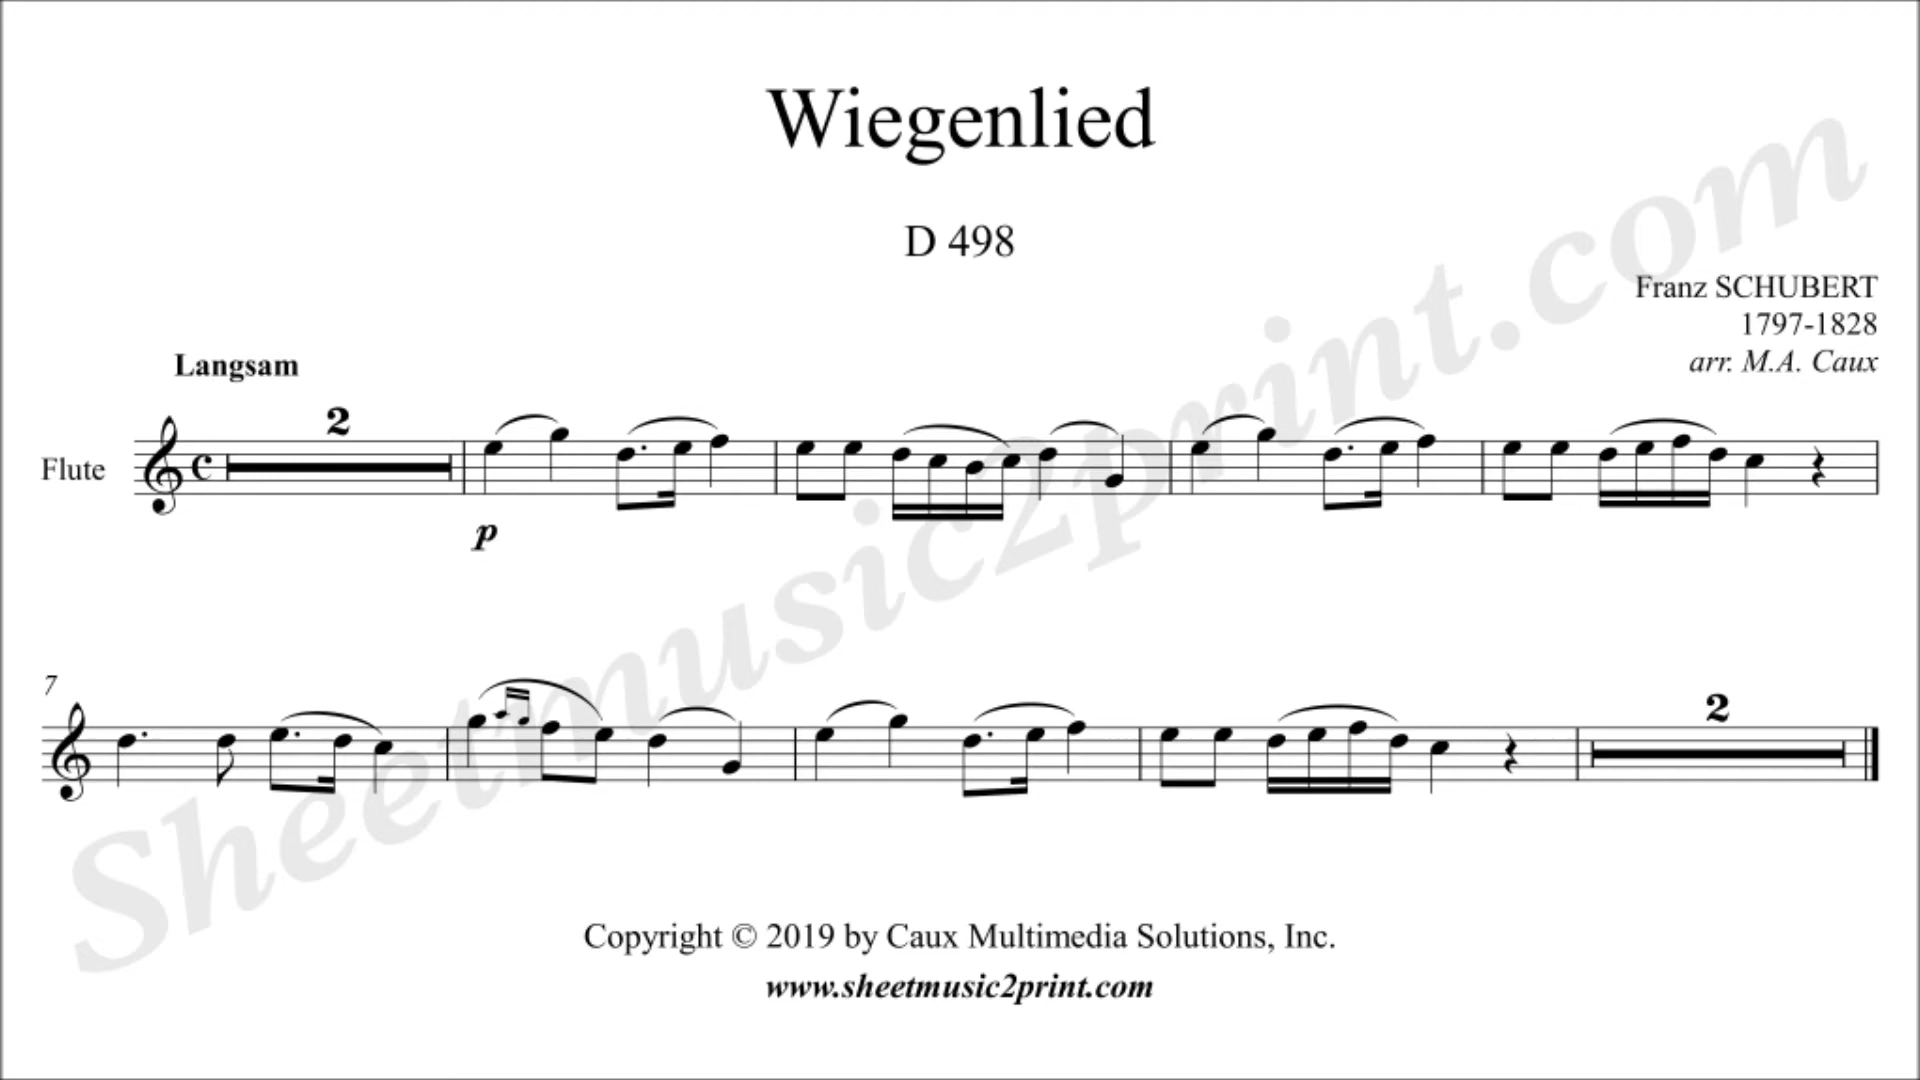 Wiegenlied
D 498
Franz SCHUBERT
1797-1828
arr. M.A. Caux
Langsam
2
Flute
p
7
2
Sheetmusic2print.com
Copyright © 2019 by Caux Multimedia Solutions, Inc.
www.sheetmusic2print.com